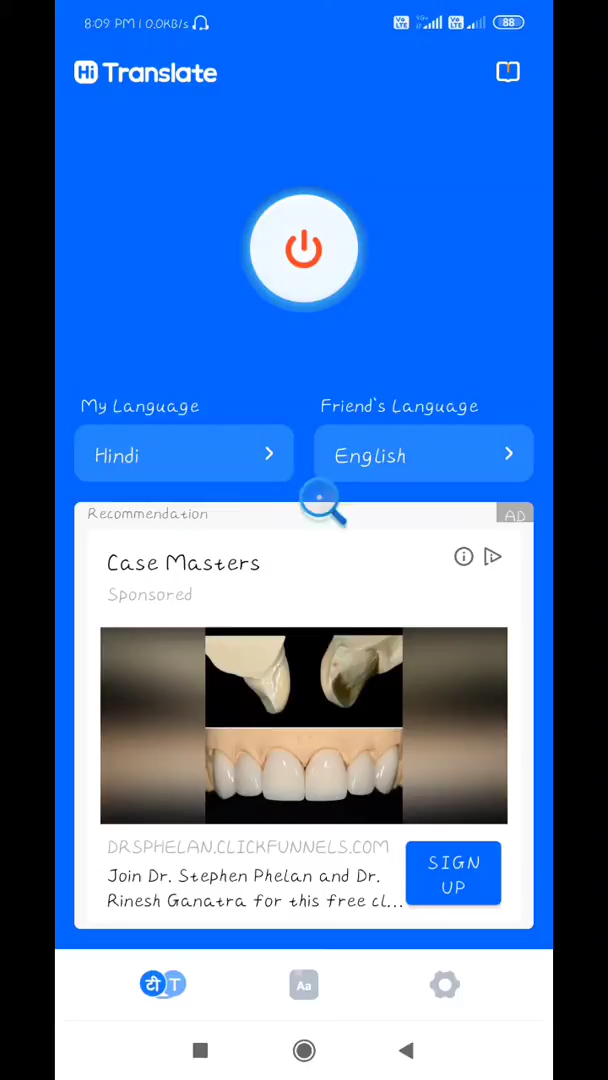 8:09 PM | 0.0KB/s
88
Hi Translate
My Language
Friend's Language
Hindi
English
Recommendation
AD
Case Masters
Sponsored
DRSPHELAN.CLICKFUNNELS.COM
Join Dr. Stephen Phelan and Dr.
Rinesh Ganatra for this free cl...
SIGN
UP
टी T
Aa